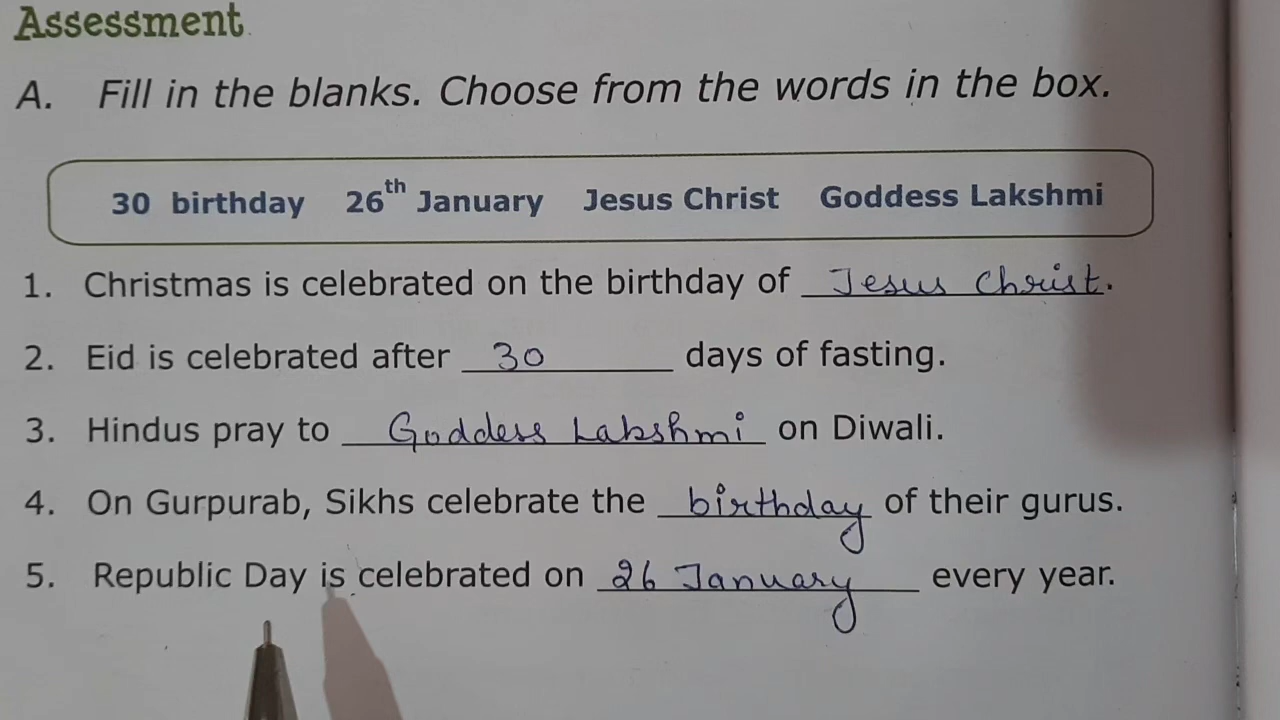 Assessment
A. Fill in the blanks. Choose from the words in the box.
30 birthday 26th January Jesus Christ Goddess Lakshmi
1. Christmas is celebrated on the birthday of Jesus Christ.
2. Eid is celebrated after 30 days of fasting.
3. Hindus pray to Goddess Lakshmi on Diwali.
4. On Gurpurab, Sikhs celebrate the birthday of their gurus.
5. Republic Day is celebrated on 26 January every year.